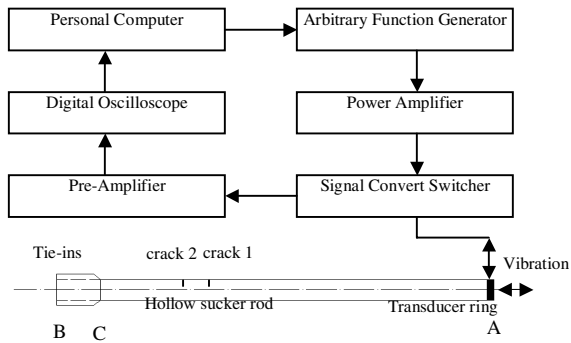 Personal Computer
Arbitrary Function Generator
Digital Oscilloscope
Power Amplifier
Pre-Amplifier
Signal Convert Switcher
Tie-ins
crack 2 crack 1
Vibration
Hollow sucker rod
Transducer ring
B
C
A